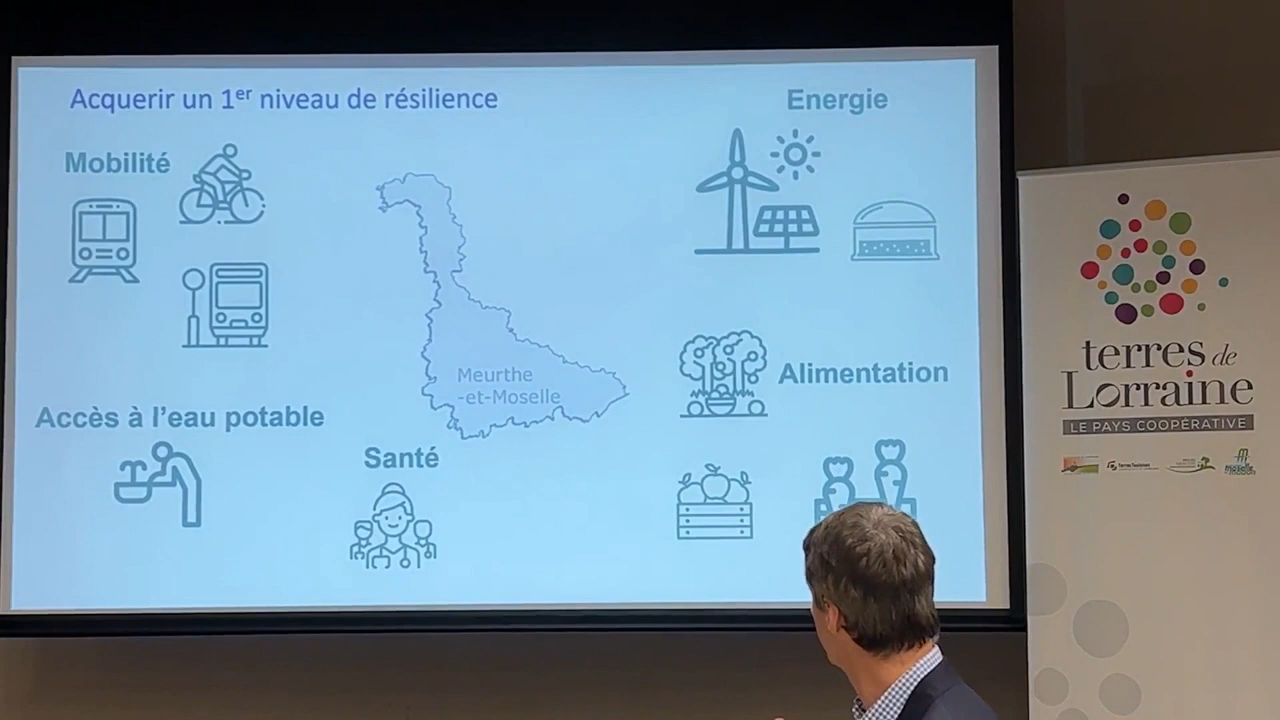 Acquerir un 1er niveau de résilience
Energie
Mobilité
Meurthe
-et-Moselle
Alimentation
Accès à l'eau potable
Santé
terres de
Lorraine
LE PAYS COOPÉRATIVE